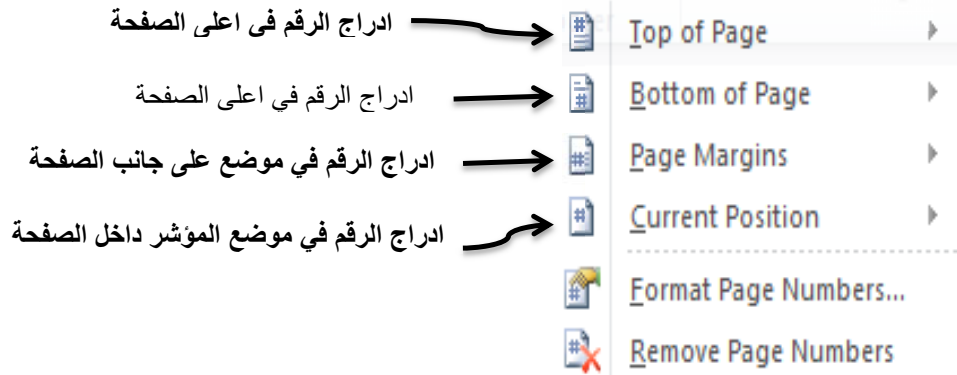 ادراج الرقم في اعلى الصفحة
Top of Page
ادراج الرقم في اعلى الصفحة
Bottom of Page
ادراج الرقم في موضع على جانب الصفحة
Page Margins
ادراج الرقم في موضع المؤشر داخل الصفحة
Current Position
Format Page Numbers...
Remove Page Numbers